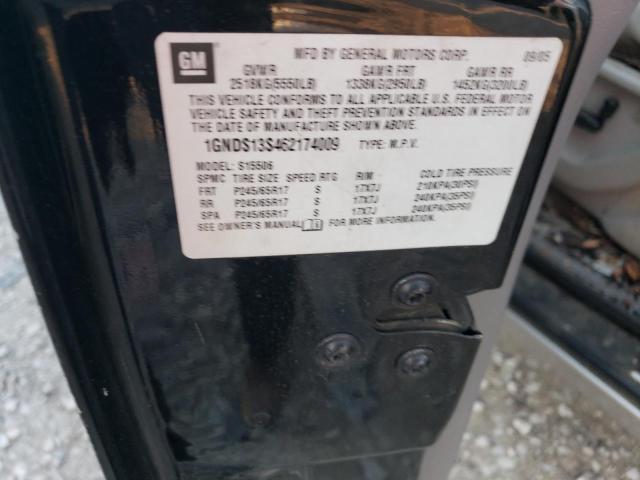 GM
MFD BY GENERAL MOTORS CORP. 09/05
GVWR GAWR FRT GAWR RR
2518KG(5550LB) 1338KG(2950LB) 1452KG(3200LB)
THIS VEHICLE CONFORMS TO ALL APPLICABLE U.S. FEDERAL MOTOR
VEHICLE SAFETY AND THEFT PREVENTION STANDARDS IN EFFECT ON
THE DATE OF MANUFACTURE SHOWN ABOVE.
1GNDS13S462174009 TYPE: M.P.V.
MODEL: S15506
SPMC TIRE SIZE SPEED RTG RIM COLD TIRE PRESSURE
FRT P245/65R17 S 17X7J 210KPA(30PSI)
RR P245/65R17 S 17X7J 240KPA(35PSI)
SPA P245/65R17 S 17X7J 240KPA(35PSI)
SEE OWNER'S MANUAL FOR MORE INFORMATION.